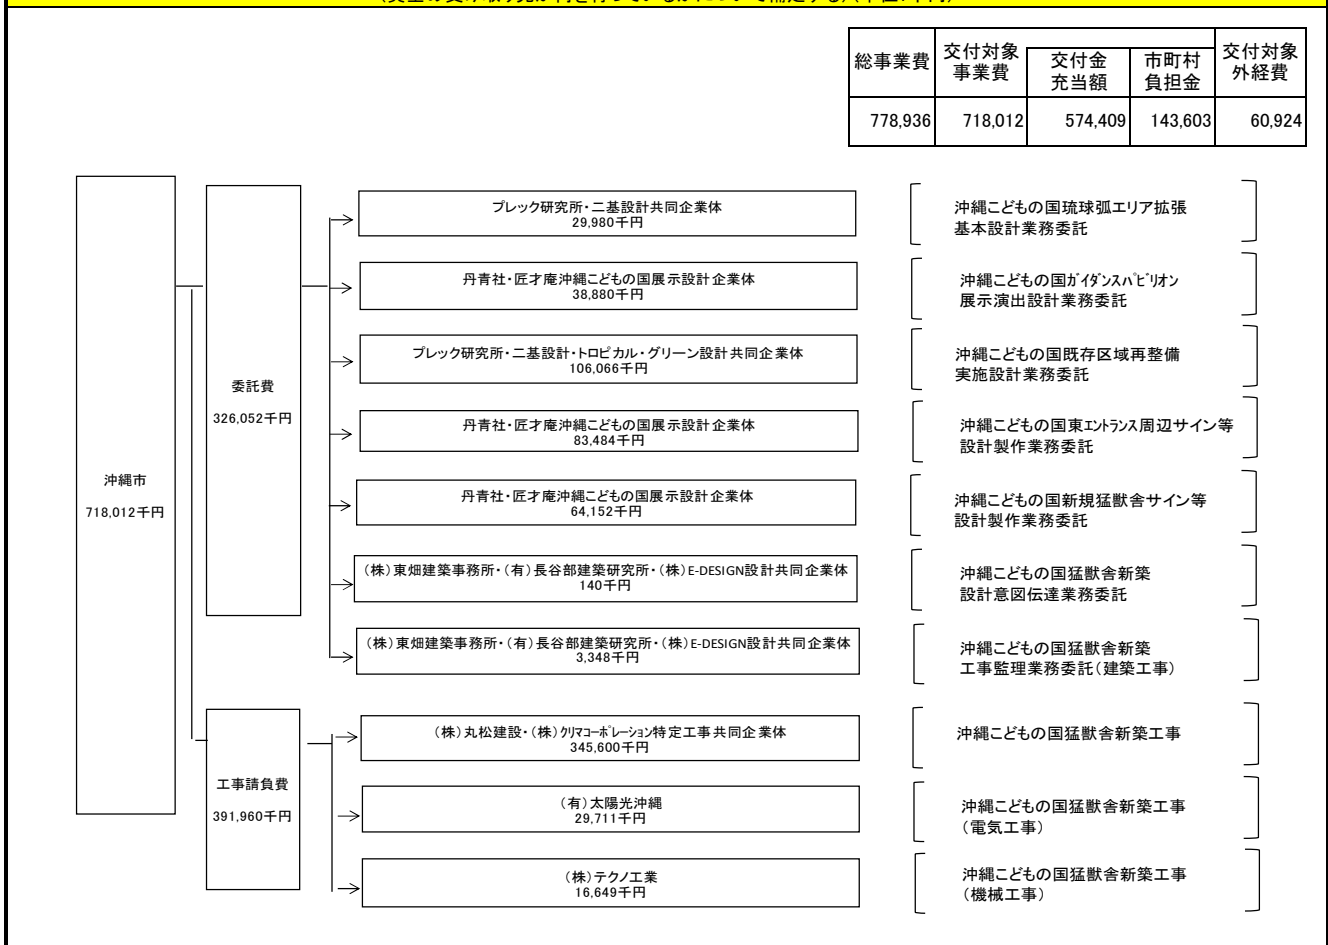 総事業費
交付対象
事業費
交付金
充当額
市町村
負担金
交付対象
外経費
778,936
718,012
574,409
143,603
60,924
沖縄市
718,012千円
委託費
326,052千円
プレック研究所・二基設計共同企業体
29,980千円
沖縄こどもの国琉球弧エリア拡張
基本設計業務委託
丹青社・匠才庵沖縄こどもの国展示設計企業体
38,880千円
沖縄こどもの国ｶﾞｲﾀﾞﾝｽﾊﾟﾋﾞﾘｵﾝ
展示演出設計業務委託
プレック研究所・二基設計・トロピカル・グリーン設計共同企業体
106,066千円
沖縄こどもの国既存区域再整備
実施設計業務委託
丹青社・匠才庵沖縄こどもの国展示設計企業体
83,484千円
沖縄こどもの国東ｴﾝﾄﾗﾝｽ周辺サイン等
設計製作業務委託
丹青社・匠才庵沖縄こどもの国展示設計企業体
64,152千円
沖縄こどもの国新規猛獣舎サイン等
設計製作業務委託
（株）東畑建築事務所・（有）長谷部建築研究所・（株）E-DESIGN設計共同企業体
140千円
沖縄こどもの国猛獣舎新築
設計意図伝達業務委託
（株）東畑建築事務所・（有）長谷部建築研究所・（株）E-DESIGN設計共同企業体
3,348千円
沖縄こどもの国猛獣舎新築
工事監理業務委託（建築工事）
工事請負費
391,960千円
（株）丸松建設・（株）ｸﾘﾏｺｰﾎﾟﾚｰｼｮﾝ特定工事共同企業体
345,600千円
沖縄こどもの国猛獣舎新築工事
（有）太陽光沖縄
29,711千円
沖縄こどもの国猛獣舎新築工事
（電気工事）
（株）テクノ工業
16,649千円
沖縄こどもの国猛獣舎新築工事
（機械工事）